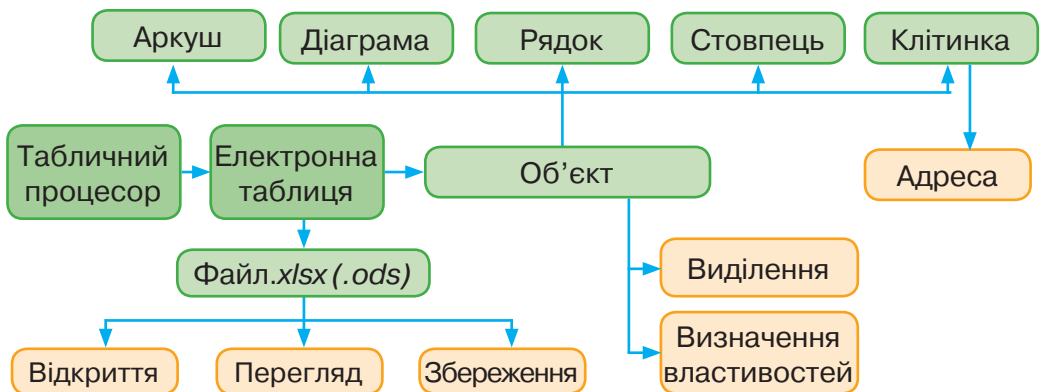 Аркуш
Діаграма
Рядок
Стовпець
Клітинка
Табличний
процесор
Електронна
таблиця
Об’єкт
Адреса
Файл.xlsx (.ods)
Виділення
Визначення
властивостей
Відкриття
Перегляд
Збереження